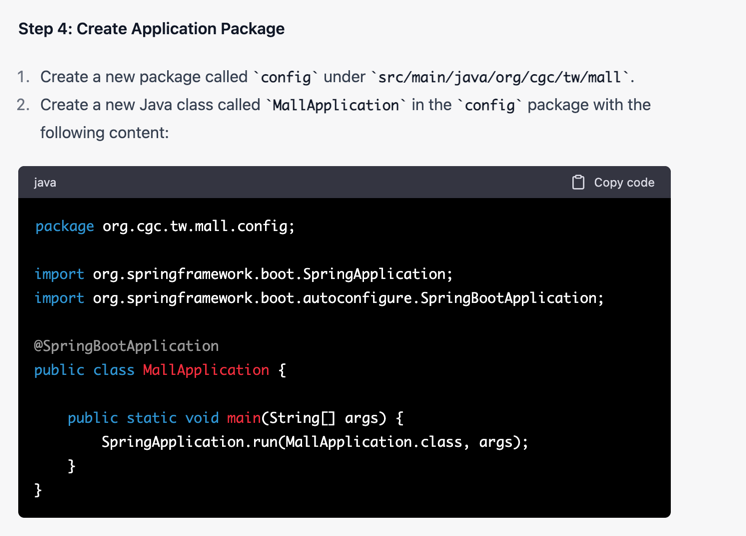 Step 4: Create Application Package
1. Create a new package called `config` under `src/main/java/org/cgc/tw/mall`.
2. Create a new Java class called `MallApplication` in the `config` package with the
following content:
java
Copy code
package org.cgc.tw.mall.config;
import org.springframework.boot.SpringApplication;
import org.springframework.boot.autoconfigure.SpringBootApplication;
@SpringBootApplication
public class MallApplication {
    public static void main(String[] args) {
        SpringApplication.run(MallApplication.class, args);
    }
}